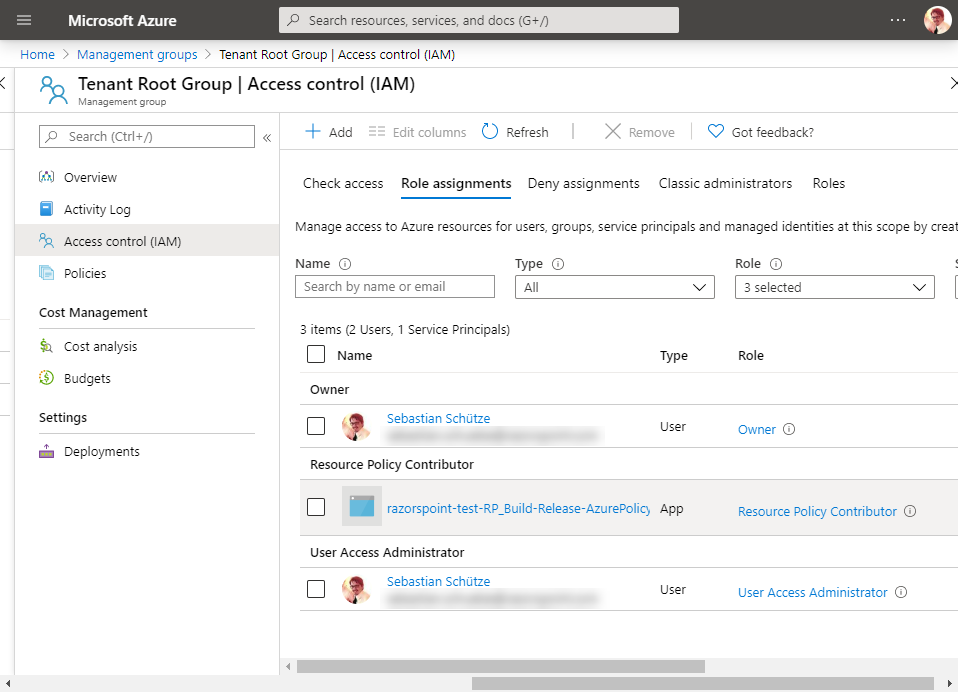 Microsoft Azure
Search resources, services, and docs (G+/)
Home > Management groups > Tenant Root Group | Access control (IAM)
Tenant Root Group | Access control (IAM)
Management group
Search (Ctrl+/)
Overview
Activity Log
Access control (IAM)
Policies
Cost Management
Cost analysis
Budgets
Settings
Deployments
Add Edit columns Refresh Remove Got feedback?
Check access Role assignments Deny assignments Classic administrators Roles
Manage access to Azure resources for users, groups, service principals and managed identities at this scope by creat
Name Type Role
Search by name or email All 3 selected
3 items (2 Users, 1 Service Principals)
Name Type Role
Owner
Sebastian Schütze User Owner
Resource Policy Contributor
razorspoint-test-RP_Build-Release-AzurePolicy App Resource Policy Contributor
User Access Administrator
Sebastian Schütze User User Access Administrator